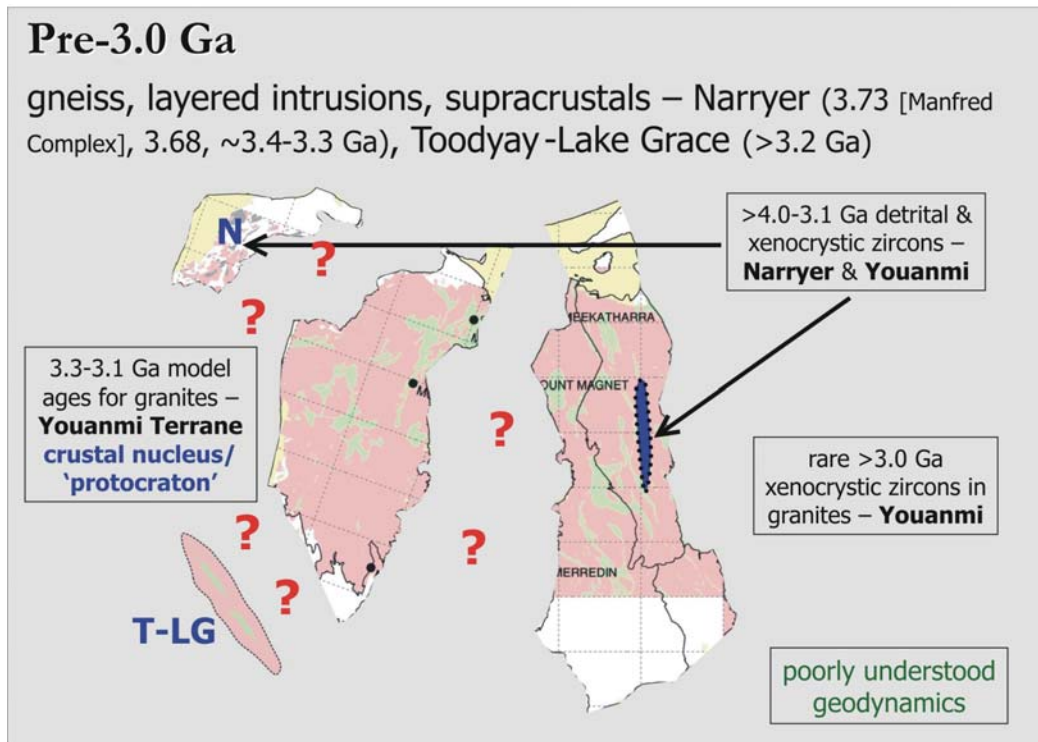 Pre-3.0 Ga
gneiss, layered intrusions, supracrustals – Narryer (3.73 [Manfred
Complex], 3.68, ~3.4-3.3 Ga), Toodyay-Lake Grace (>3.2 Ga)
N
?
?
>4.0-3.1 Ga detrital &
xenocrystic zircons –
Narryer & Youanmi
MEEKATHARRA
3.3-3.1 Ga model
ages for granites –
Youanmi Terrane
crustal nucleus/
‘protocraton’
OUNT MAGNET
?
rare >3.0 Ga
xenocrystic zircons in
granites – Youanmi
?
?
?
MERREDIN
T-LG
poorly understood
geodynamics